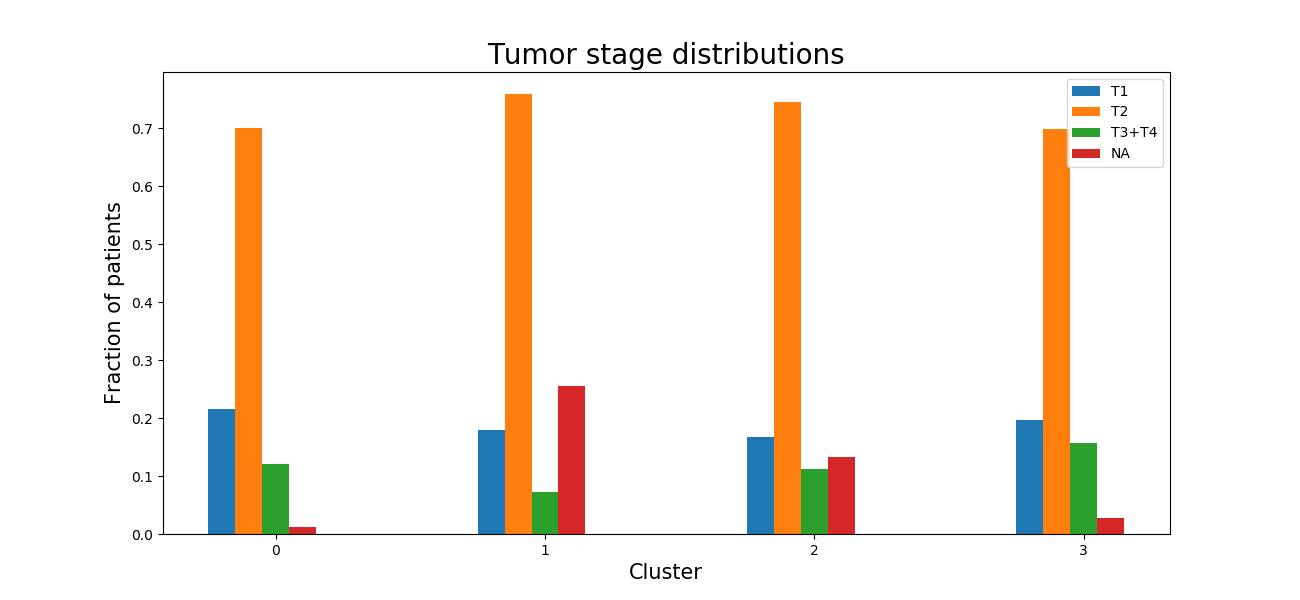 Tumor stage distributions
T1
T2
T3+T4
NA
Fraction of patients
0.7
0.6
0.5
0.4
0.3
0.2
0.1
0.0
0 1 2 3
Cluster